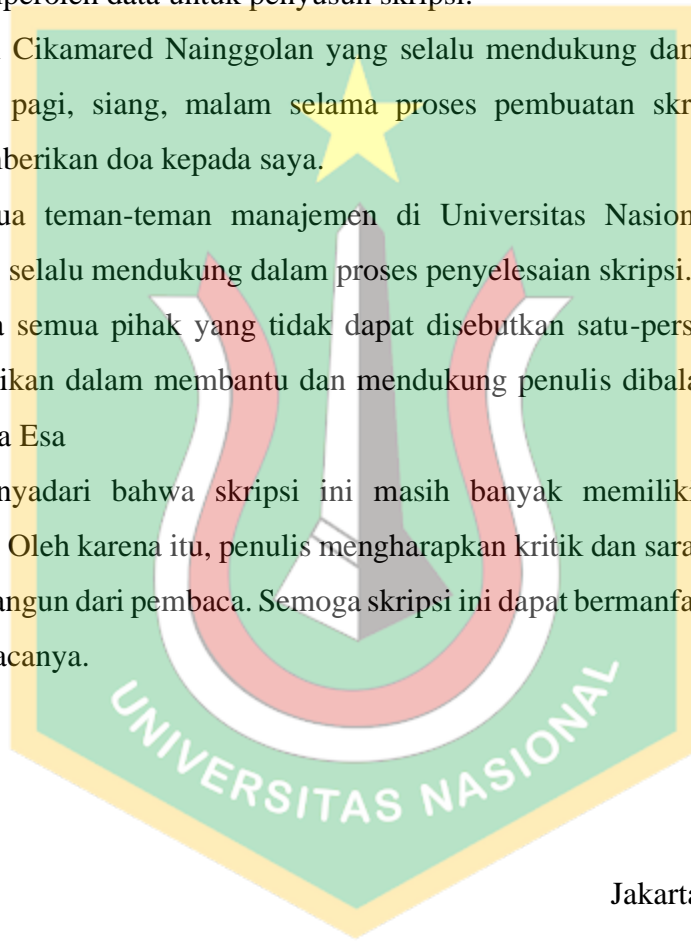 memperoleh data untuk penyusun skripsi.
Cikamared Nainggolan yang selalu mendukung dan
pagi, siang, malam selama proses pembuatan skr
berikan doa kepada saya.
ua teman-teman manajemen di Universitas Nasion
selalu mendukung dalam proses penyelesaian skripsi.
semua pihak yang tidak dapat disebutkan satu-pers
ikan dalam membantu dan mendukung penulis dibala
a Esa
nyadari bahwa skripsi ini masih banyak memiliki
Oleh karena itu, penulis mengharapkan kritik dan sara
angun dari pembaca. Semoga skripsi ini dapat bermanfa
acanya.
UNIVERSITAS NASIONAL
Jakarta